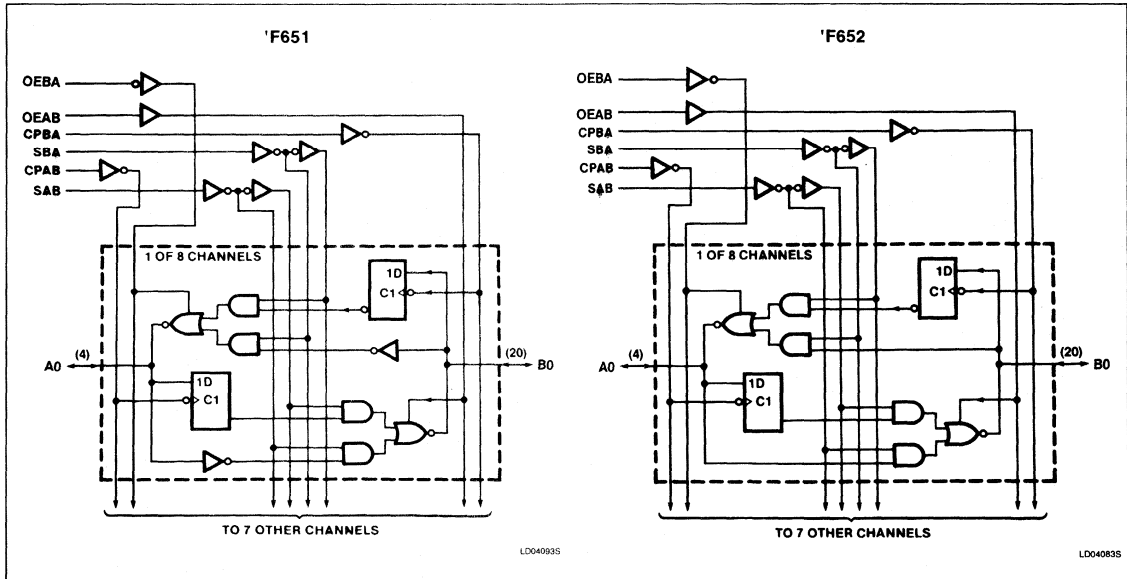 'F651
OEBA
OEAB
CPBA
SBA
CPAB
SAB
1 OF 8 CHANNELS
1D
C1
A0
(4)
(20)
B0
1D
C1
TO 7 OTHER CHANNELS
LD04093S
'F652
OEBA
OEAB
CPBA
SBA
CPAB
SAB
1 OF 8 CHANNELS
1D
C1
A0
(4)
(20)
B0
1D
C1
TO 7 OTHER CHANNELS
LD04083S